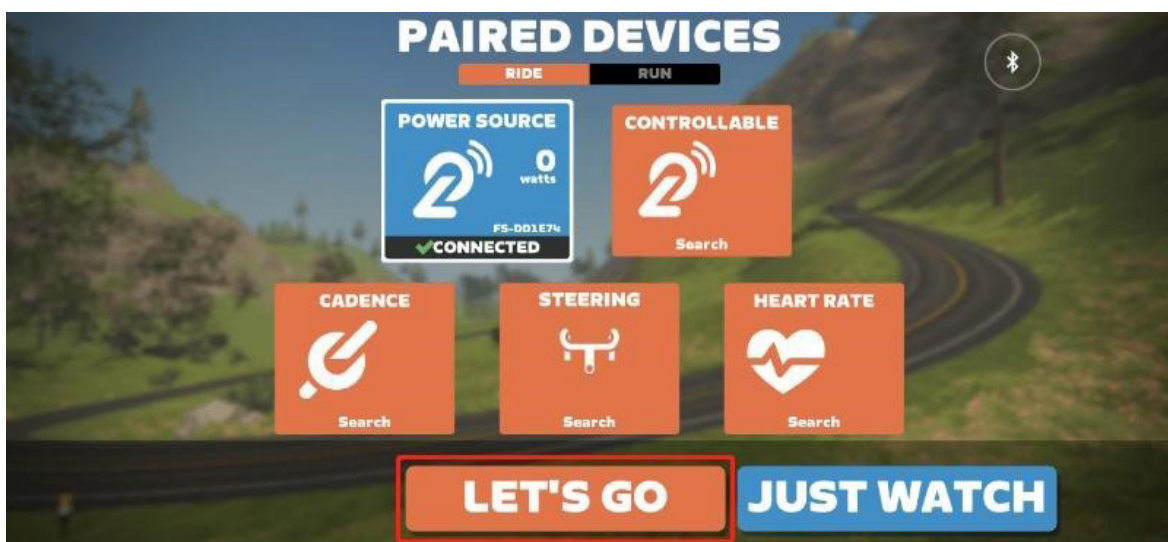 PAIRED DEVICES
RIDE RUN
POWER SOURCE
0
watts
FS-DD1E74
CONNECTED
CONTROLLABLE
Search
CADENCE
Search
STEERING
Search
HEART RATE
Search
LET'S GO JUST WATCH